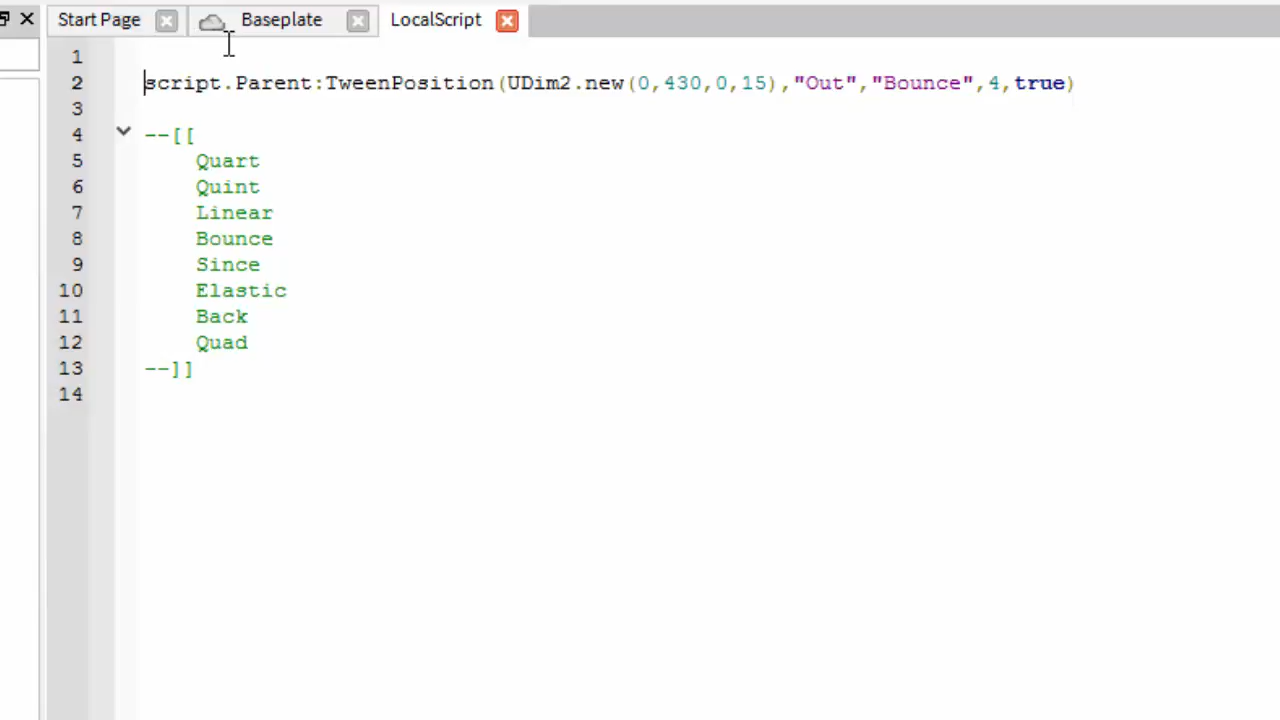 Start Page Baseplate LocalScript
1
2 script.Parent:TweenPosition(UDim2.new(0,430,0,15),"Out","Bounce",4,true)
3
4 --[[
5 Quart
6 Quint
7 Linear
8 Bounce
9 Since
10 Elastic
11 Back
12 Quad
13 --]]
14